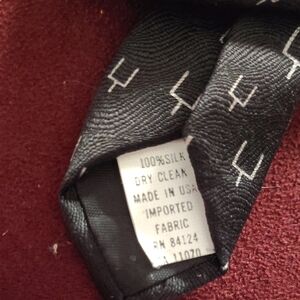 100% SILK
DRY CLEAN
MADE IN USA
IMPORTED
FABRIC
RN 84124
A 11070